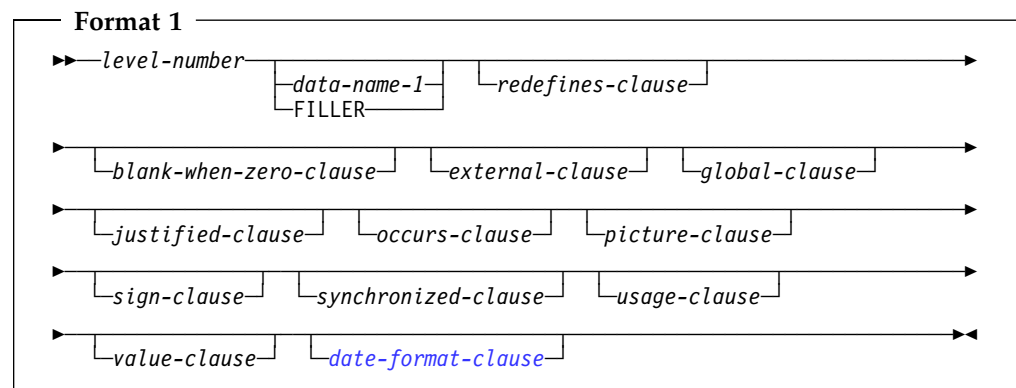 Format 1
level-number
data-name-1 redefines-clause
FILLER
blank-when-zero-clause external-clause global-clause
justified-clause occurs-clause picture-clause
sign-clause synchronized-clause usage-clause
value-clause date-format-clause